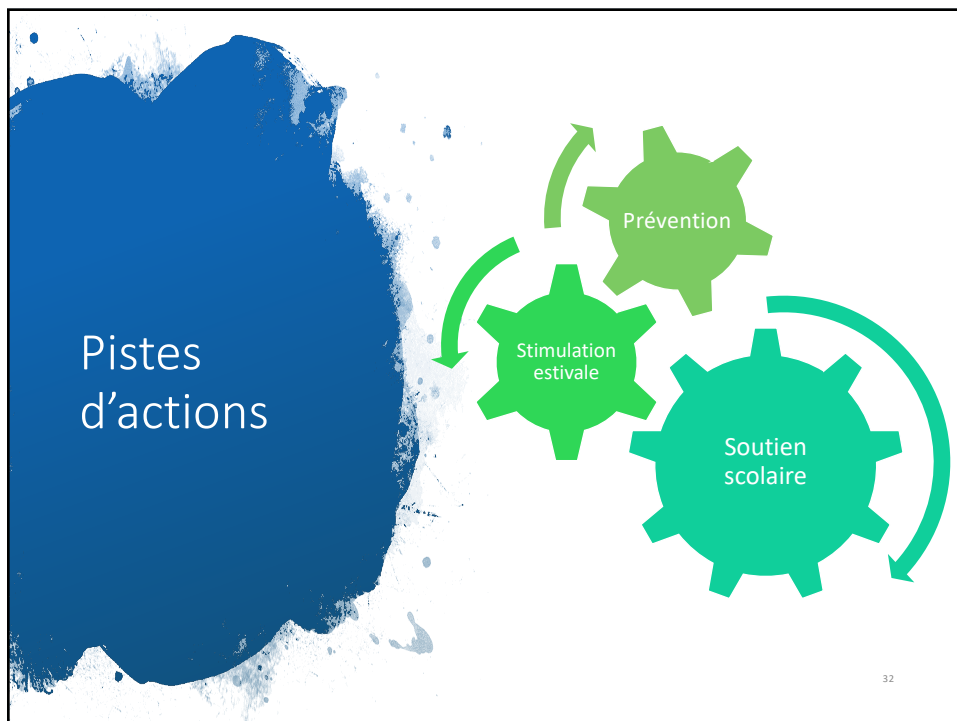 Pistes
d’actions
Prévention
Stimulation
estivale
Soutien
scolaire
32